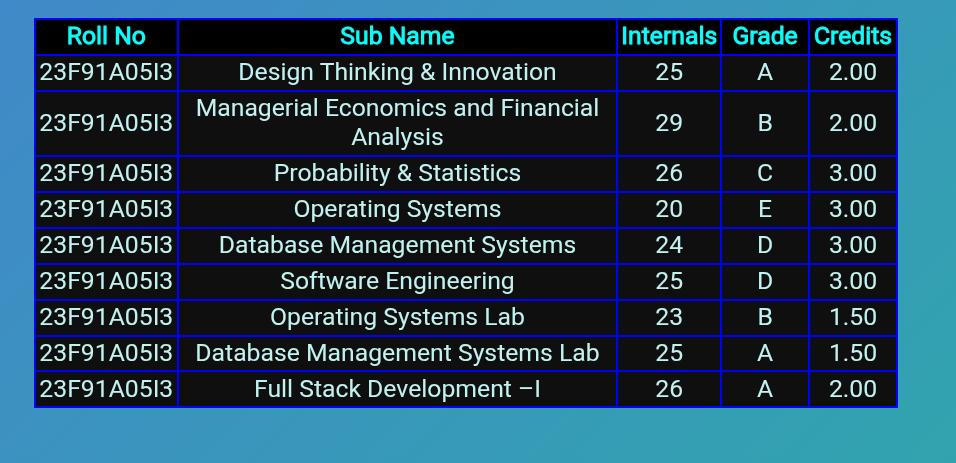 Roll No Sub Name Internals Grade Credits
23F91A05I3 Design Thinking & Innovation 25 A 2.00
23F91A05I3 Managerial Economics and Financial 29 B 2.00
Analysis
23F91A05I3 Probability & Statistics 26 C 3.00
23F91A05I3 Operating Systems 20 E 3.00
23F91A05I3 Database Management Systems 24 D 3.00
23F91A05I3 Software Engineering 25 D 3.00
23F91A05I3 Operating Systems Lab 23 B 1.50
23F91A05I3 Database Management Systems Lab 25 A 1.50
23F91A05I3 Full Stack Development –I 26 A 2.00